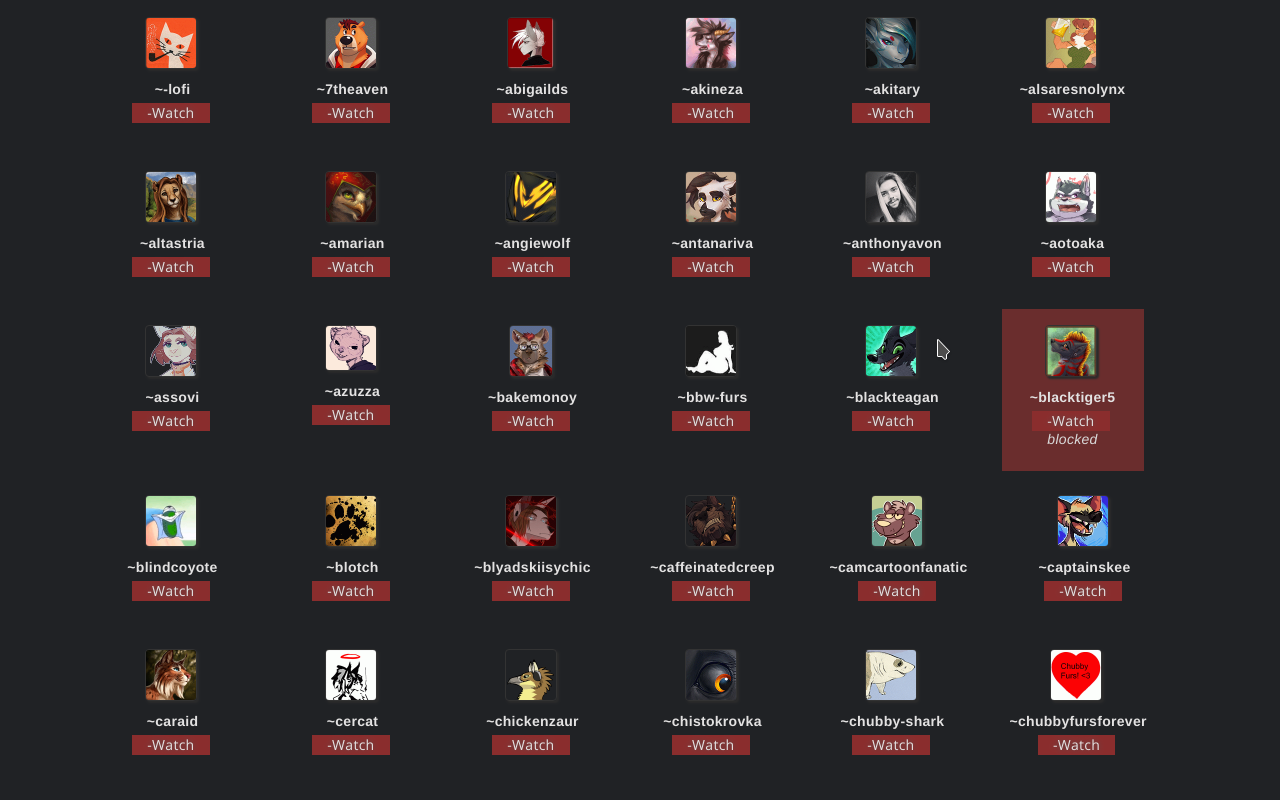 ~-lofi ~7theaven ~abigailds ~akineza ~akitary ~alsaresnolynx
-Watch -Watch -Watch -Watch -Watch -Watch
~altastria ~amarian ~angiewolf ~antanariva ~anthonyavon ~aotoaka
-Watch -Watch -Watch -Watch -Watch -Watch
~assovi ~azuzza ~bakemonoy ~bbw-furs ~blackteagan ~blacktiger5
-Watch -Watch -Watch -Watch -Watch -Watch
blocked
~blindcoyote ~blotch ~blyadskiisychic ~caffeinatedcreep ~camcartoonfanatic ~captainskee
-Watch -Watch -Watch -Watch -Watch -Watch
Chubby
Furs! <3
~caraid ~cercat ~chickenzaur ~chistokrovka ~chubby-shark ~chubbyfursforever
-Watch -Watch -Watch -Watch -Watch -Watch